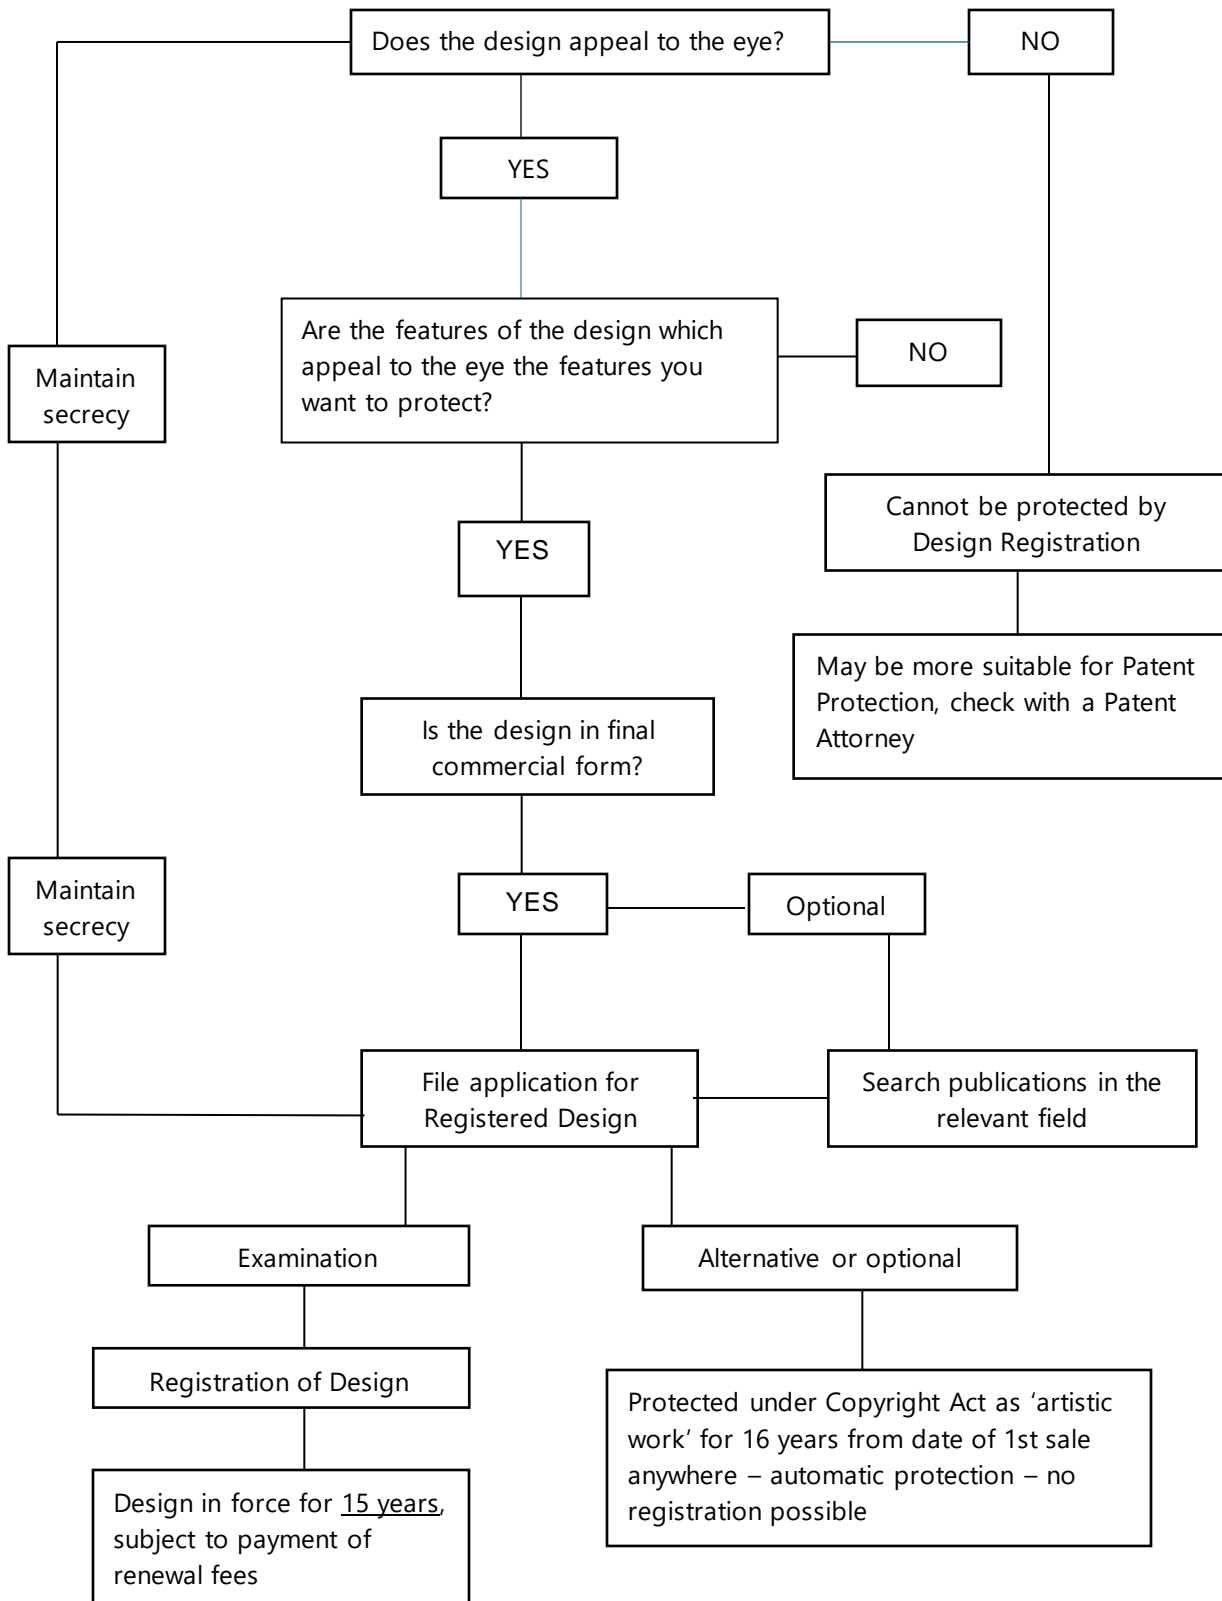 Does the design appeal to the eye?
NO
YES
Are the features of the design which
appeal to the eye the features you
want to protect?
NO
Maintain
secrecy
Cannot be protected by
Design Registration
YES
May be more suitable for Patent
Protection, check with a Patent
Attorney
Is the design in final
commercial form?
Maintain
secrecy
YES
Optional
File application for
Registered Design
Search publications in the
relevant field
Examination
Alternative or optional
Registration of Design
Protected under Copyright Act as ‘artistic
work’ for 16 years from date of 1st sale
anywhere – automatic protection – no
registration possible
Design in force for 15 years,
subject to payment of
renewal fees